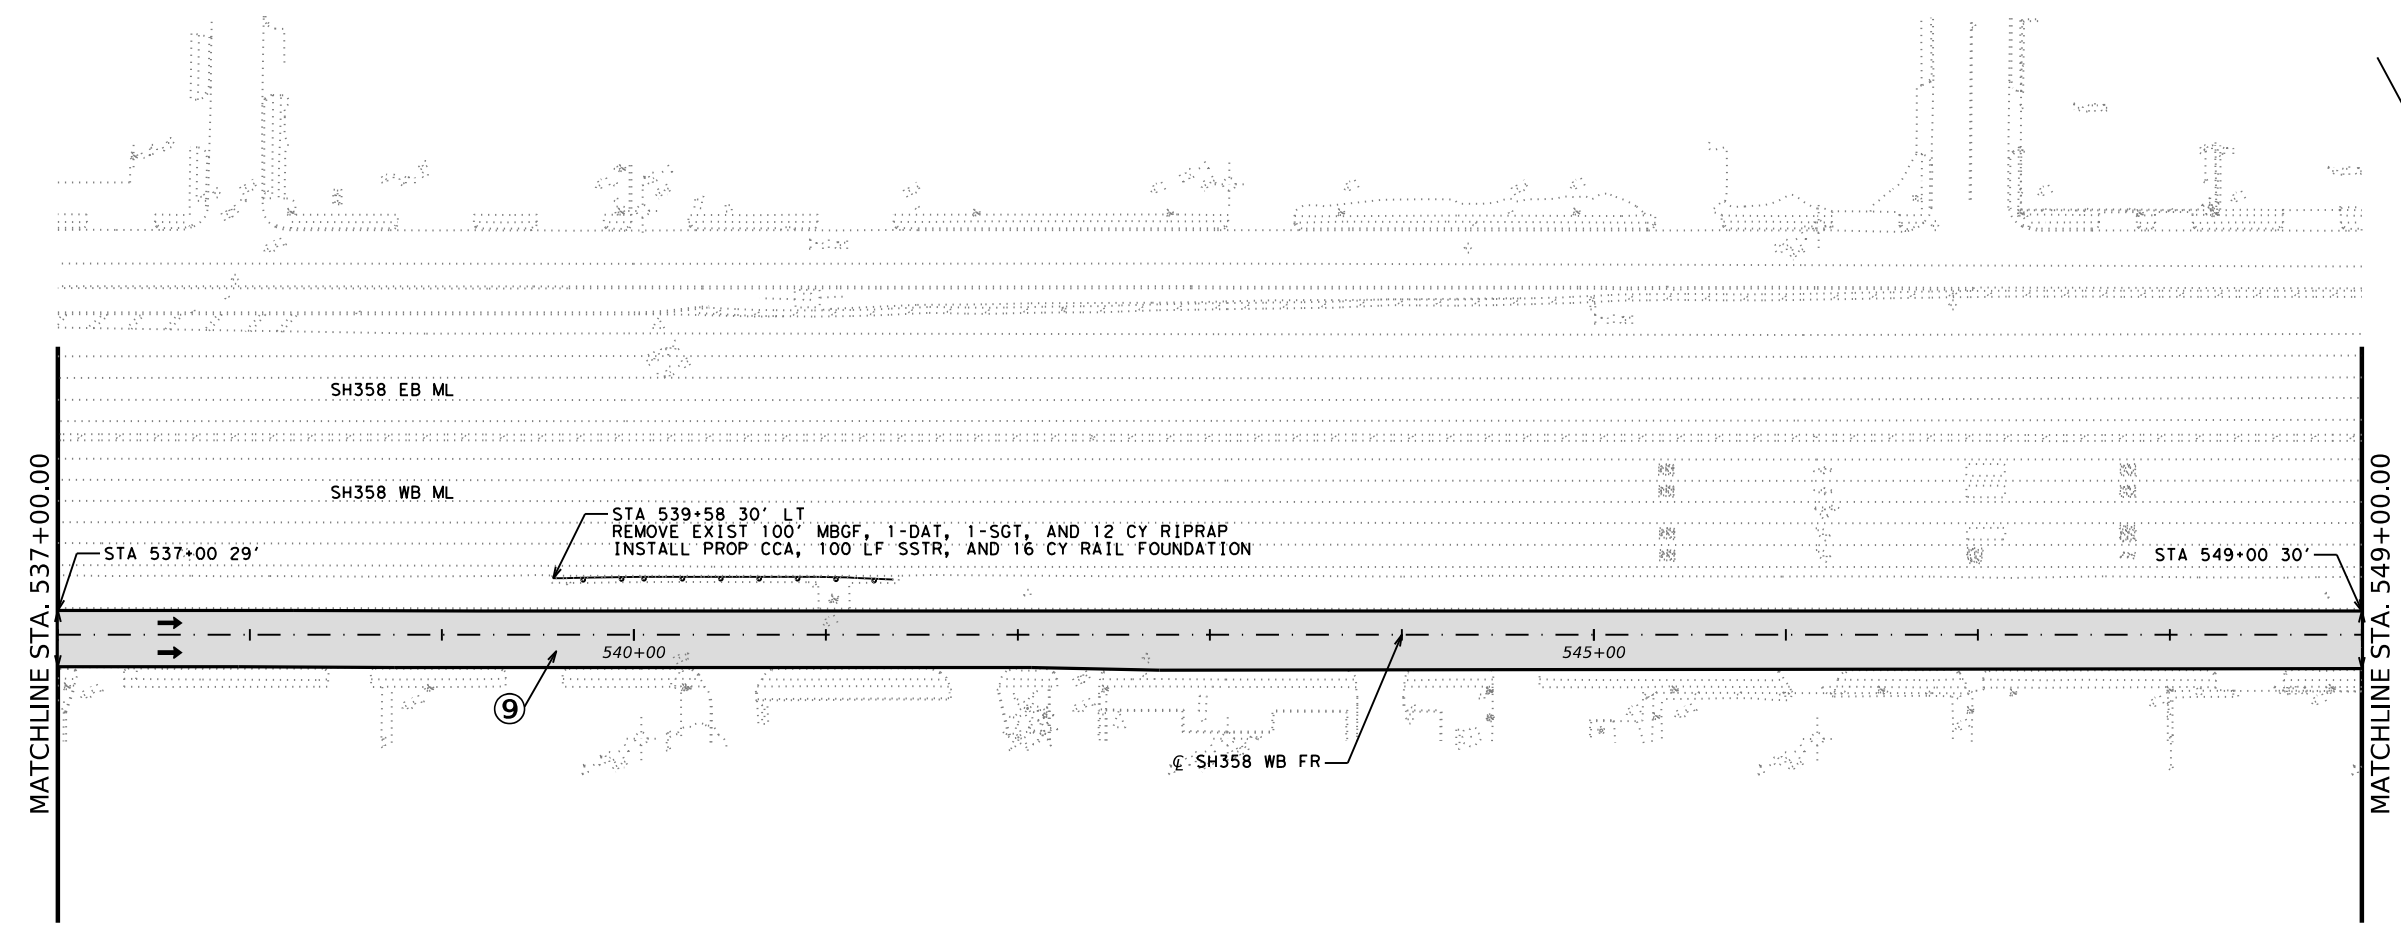 SH358 EB ML
SH358 WB ML
STA 539+58 30' LT
REMOVE EXIST 100' MBGF, 1-DAT, 1-SGT, AND 12 CY RIPRAP
INSTALL PROP CCA, 100 LF SSTR, AND 16 CY RAIL FOUNDATION
STA 537+00 29'
STA 549+00 30'
MATCHLINE STA. 537+00.00
MATCHLINE STA. 549+00.00
540+00
545+00
9
℄ SH358 WB FR